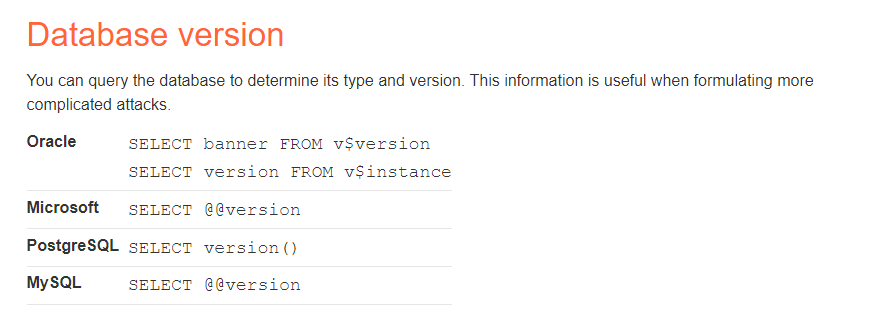 Database version
You can query the database to determine its type and version. This information is useful when formulating more
complicated attacks.
Oracle SELECT banner FROM v$version
SELECT version FROM v$instance
Microsoft SELECT @@version
PostgreSQL SELECT version()
MySQL SELECT @@version